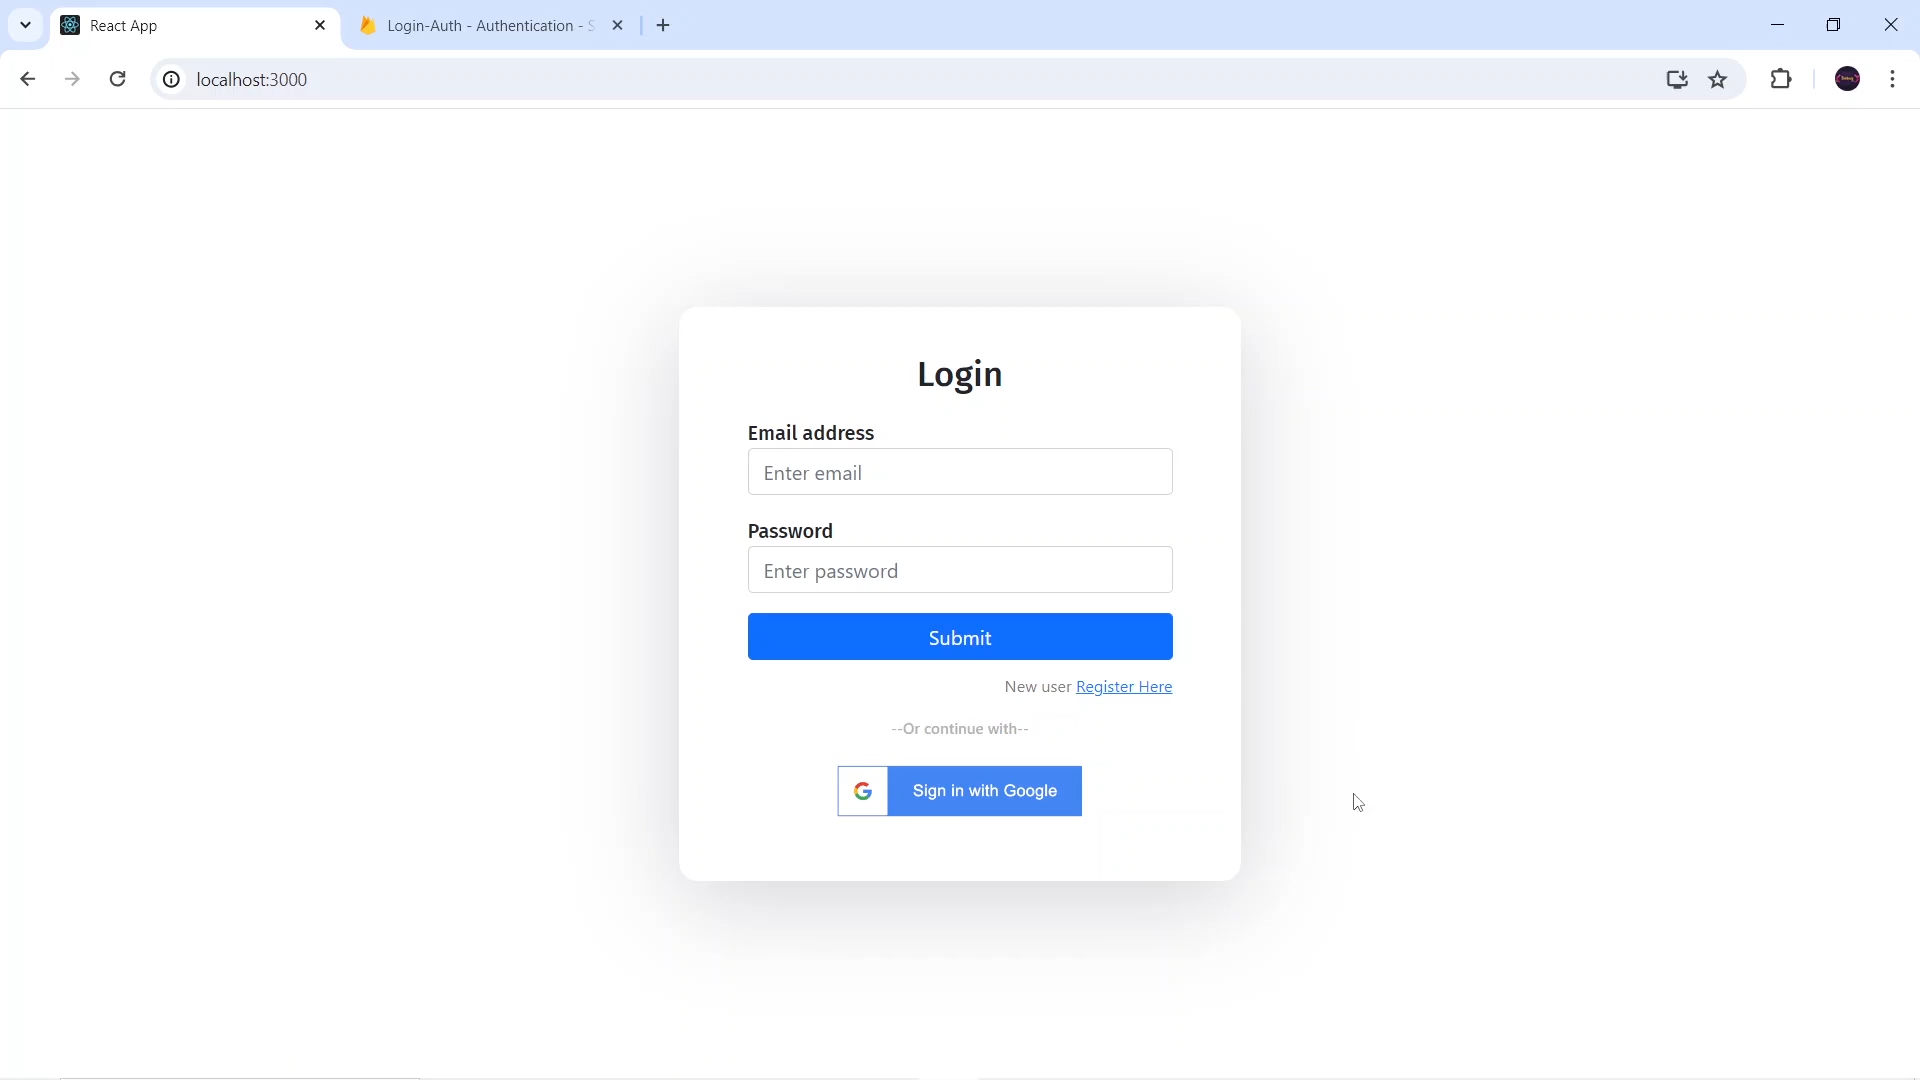 React App
Login-Auth - Authentication - S
localhost:3000
Login
Email address
Enter email
Password
Enter password
Submit
New user Register Here
--Or continue with--
Sign in with Google